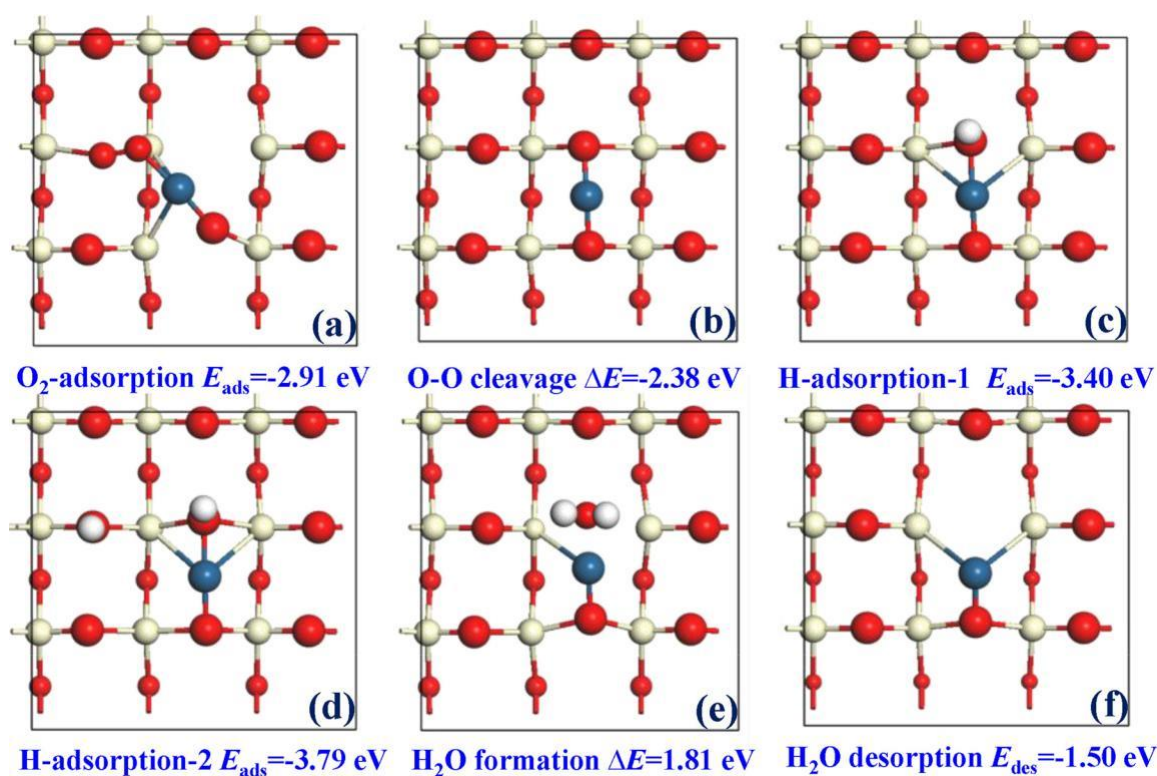 (a)
(b)
(c)
O₂-adsorption Eads=-2.91 eV
O-O cleavage ΔE=-2.38 eV
H-adsorption-1 Eads=-3.40 eV
(d)
(e)
(f)
H-adsorption-2 Eads=-3.79 eV
H₂O formation ΔE=1.81 eV
H₂O desorption Edes=-1.50 eV